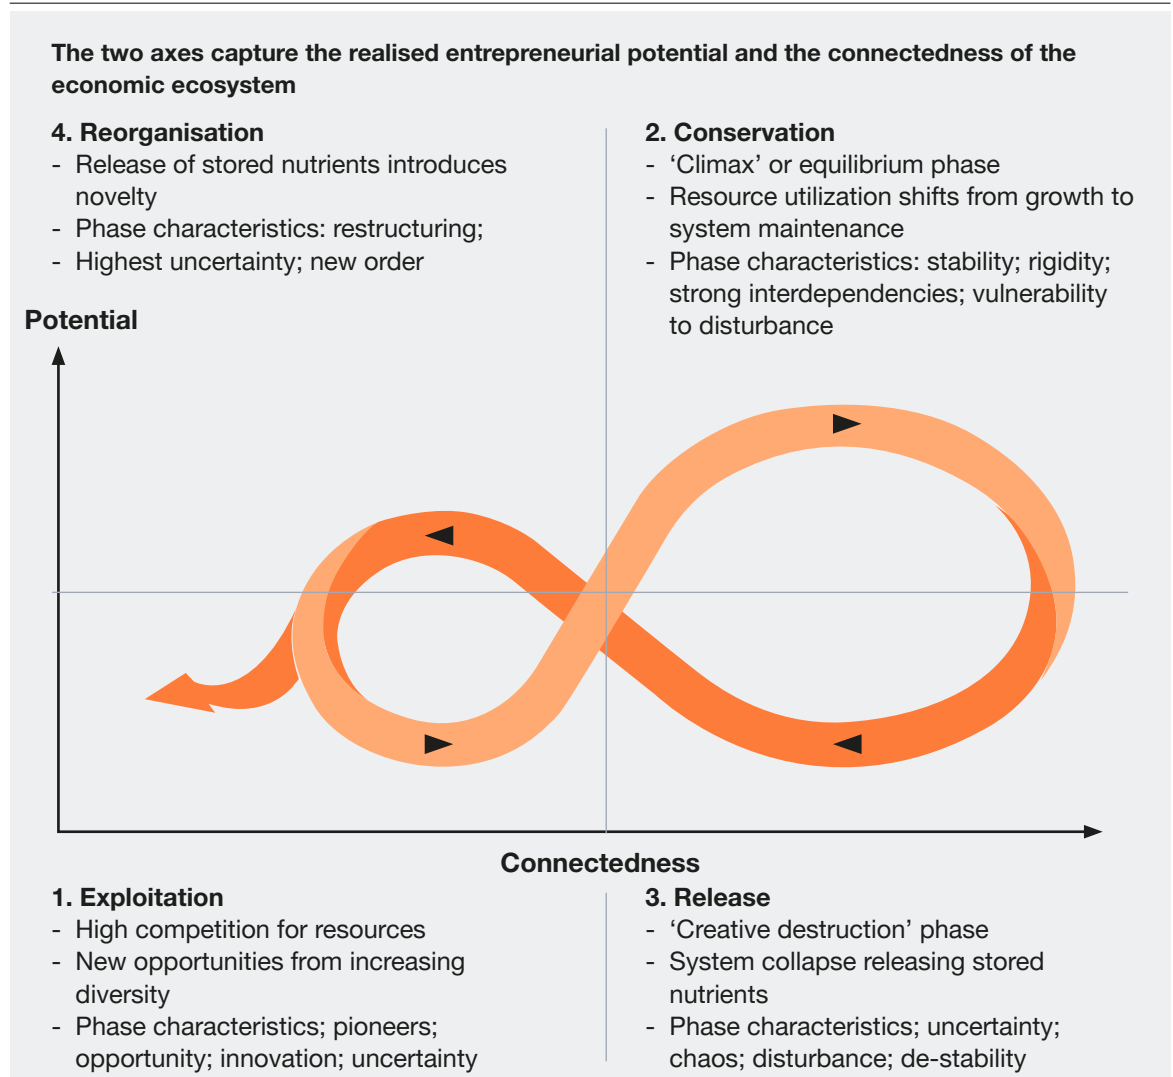 The two axes capture the realised entrepreneurial potential and the connectedness of the
economic ecosystem
4. Reorganisation
- Release of stored nutrients introduces
novelty
- Phase characteristics: restructuring;
- Highest uncertainty; new order
2. Conservation
- ‘Climax’ or equilibrium phase
- Resource utilization shifts from growth to
system maintenance
- Phase characteristics: stability; rigidity;
strong interdependencies; vulnerability
to disturbance
Potential
Connectedness
1. Exploitation
- High competition for resources
- New opportunities from increasing
diversity
- Phase characteristics; pioneers;
opportunity; innovation; uncertainty
3. Release
- ‘Creative destruction’ phase
- System collapse releasing stored
nutrients
- Phase characteristics; uncertainty;
chaos; disturbance; de-stability